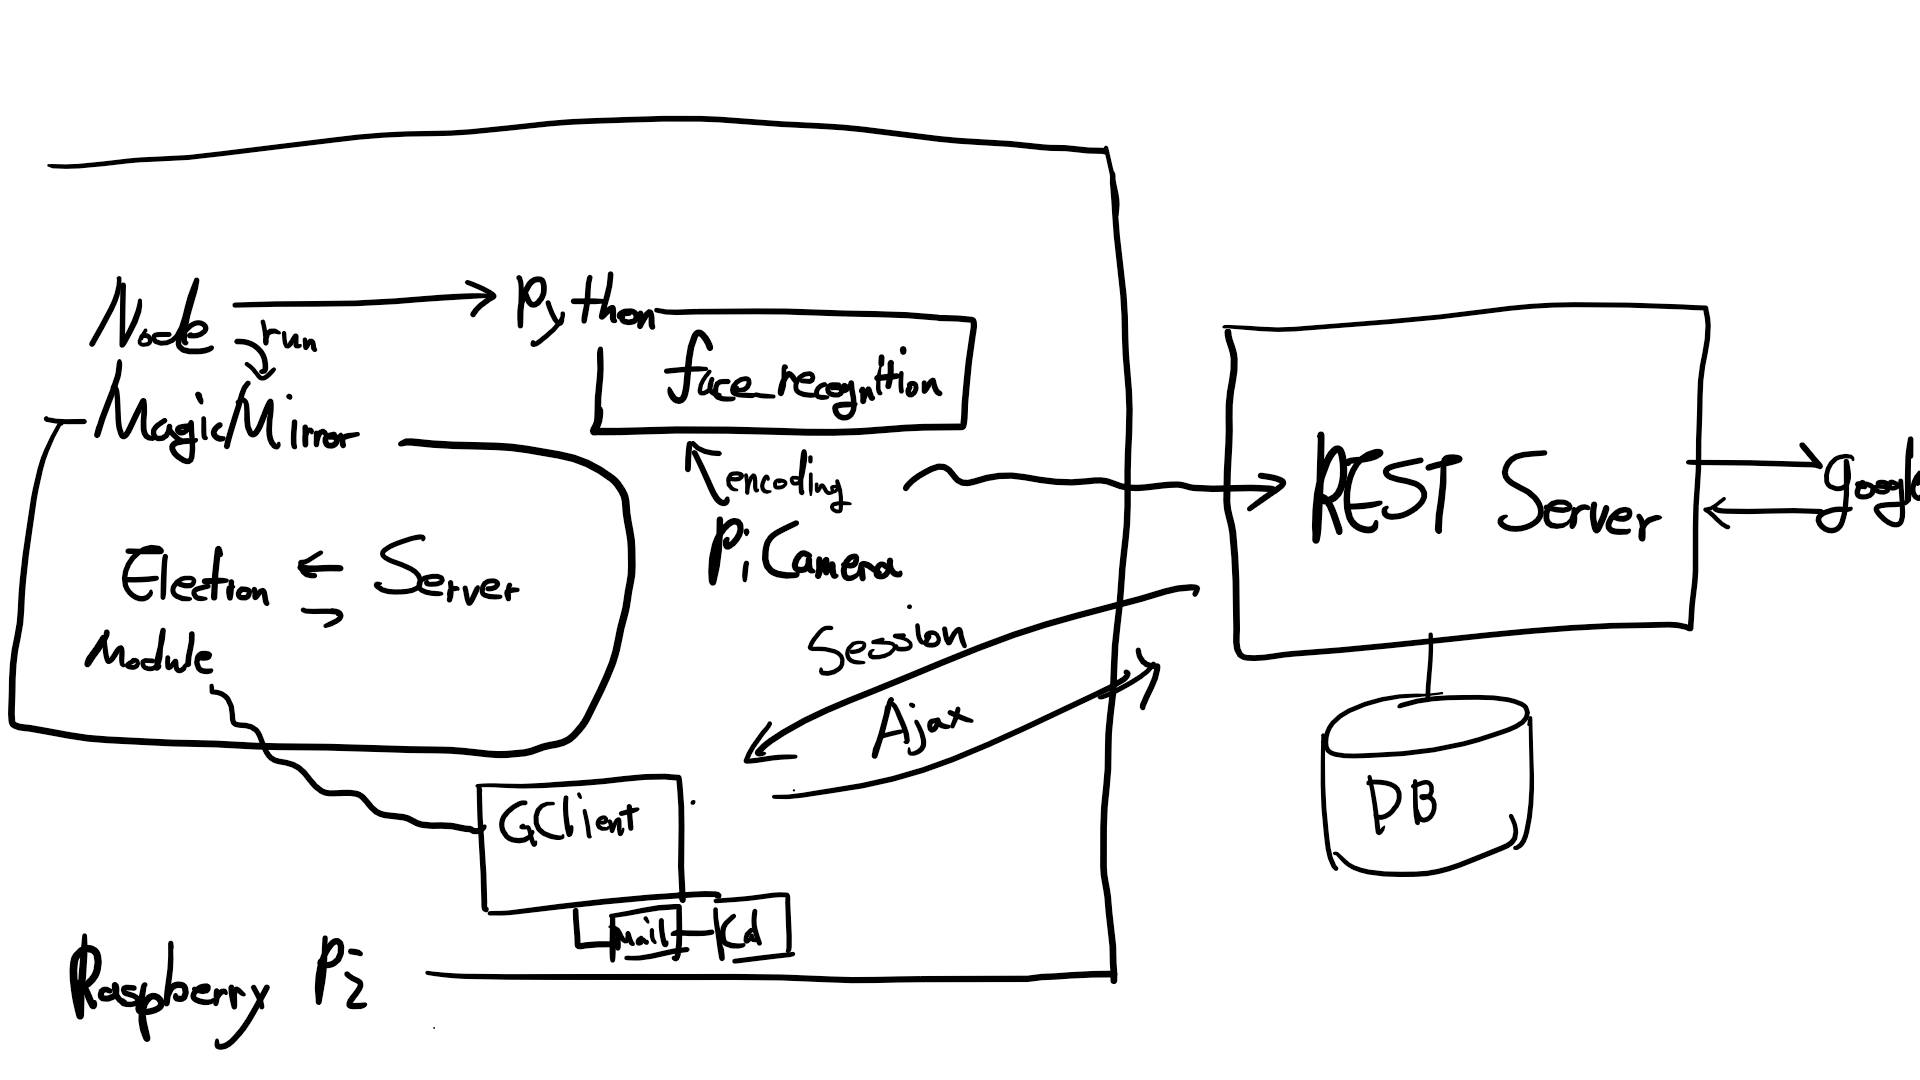 Node
run
MagicMirror
Python
face_recognition
encoding
Pi Camera
Election
Server
Module
Session
Ajax
GClient
Mail
Cal
Raspberry Pi
REST Server
google
DB